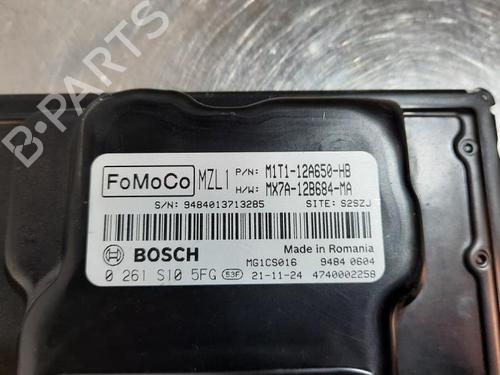 FoMoCo MZL1 P/N: M1T1-12A650-HB
H/W: MX7A-12B684-MA
S/N: 9484013713285 SITE: S2SZJ
BOSCH Made in Romania
MG1CS016 9484 0604
0 261 S10 5FG 53F 21-11-24 4740002258
B-PARTS